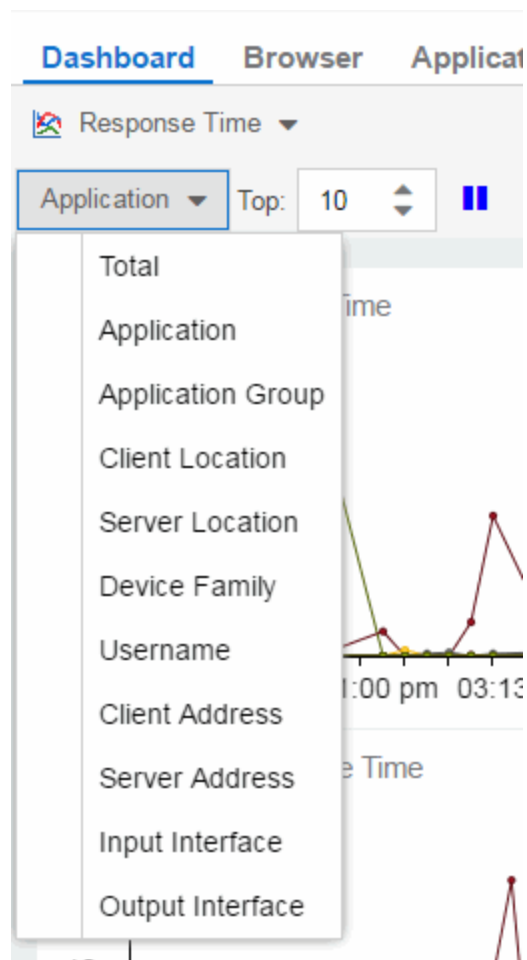 Dashboard Browser Applicat
Response Time
Application Top: 10
Total
ime
Application
Application Group
Client Location
Server Location
Device Family
Username
1:00 pm 03:13
Client Address
e Time
Server Address
Input Interface
Output Interface